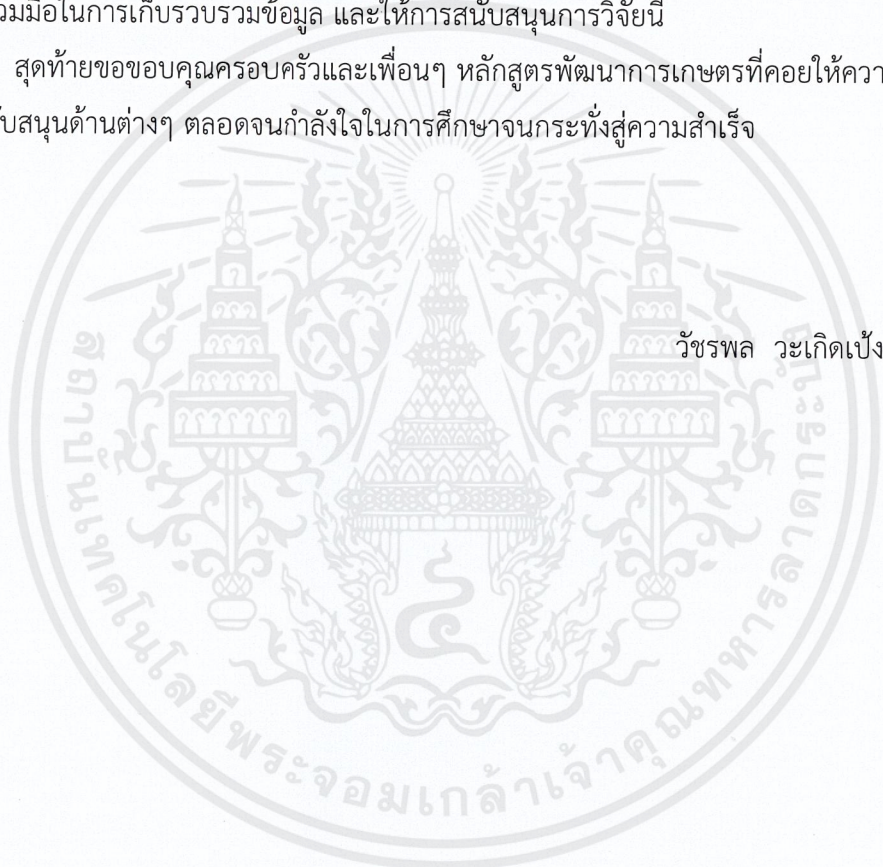 วมมือในการเก็บรวบรวมข้อมูล และให้การสนับสนุนการวิจัยนี้
สุดท้ายขอขอบคุณครอบครัวและเพื่อนๆ หลักสูตรพัฒนาการเกษตรที่คอยให้ควา
ับสนุนด้านต่างๆ ตลอดจนกำลังใจในการศึกษาจนกระทั่งสู่ความสำเร็จ
วัชรพล วะเกิดเป้ง
สถาบันเทคโนโลยีพระจอมเกล้าเจ้าคุณทหารลาดกระบัง